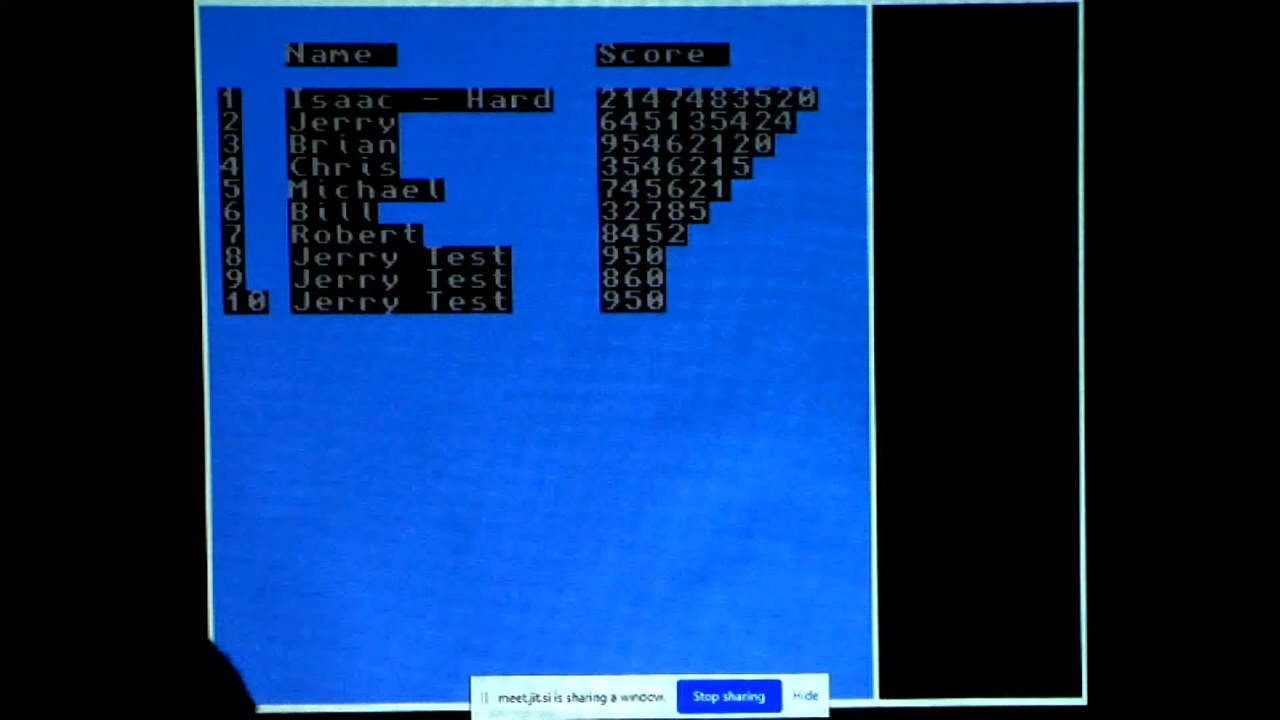 Name Score
1 Isaac - Hard 2147483520
2 Jerry 645135424
3 Brian 95462120
4 Chris 3546215
5 Michael 745621
6 Bill 32785
7 Robert 8452
8 Jerry Test 950
9 Jerry Test 860
10 Jerry Test 950
meet.jit.si is sharing a window. Stop sharing Hide